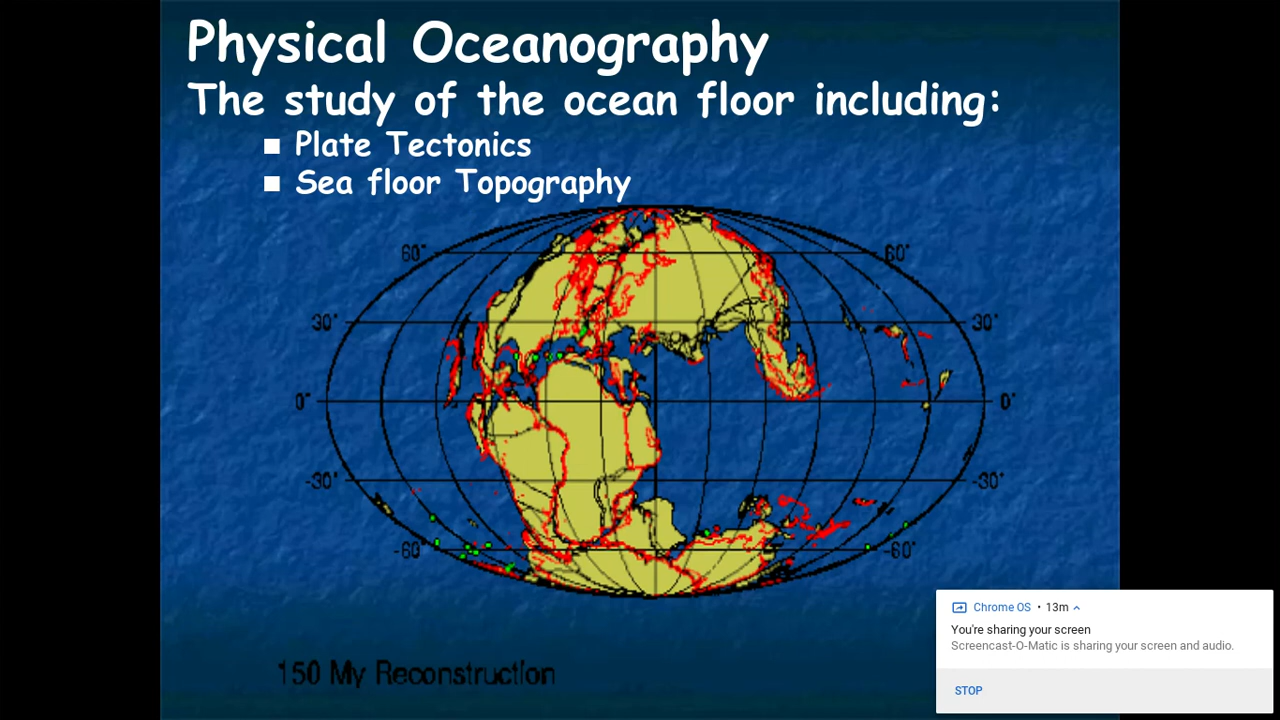 Physical Oceanography
The study of the ocean floor including:
■ Plate Tectonics
■ Sea floor Topography
60° 60°
30° 30°
0° 0°
-30° -30°
-60° -60°
150 My Reconstruction
Chrome OS • 13m
You're sharing your screen
Screencast-O-Matic is sharing your screen and audio.
STOP